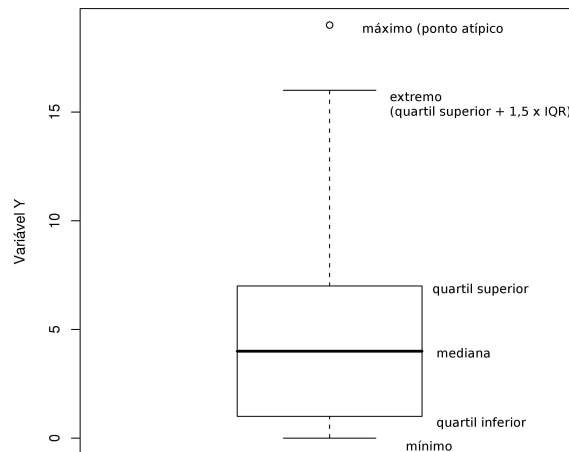 máximo (ponto atípico
extremo
(quartil superior + 1,5 x IQR)
15
Variável Y
10
quartil superior
5
mediana
quartil inferior
0
mínimo